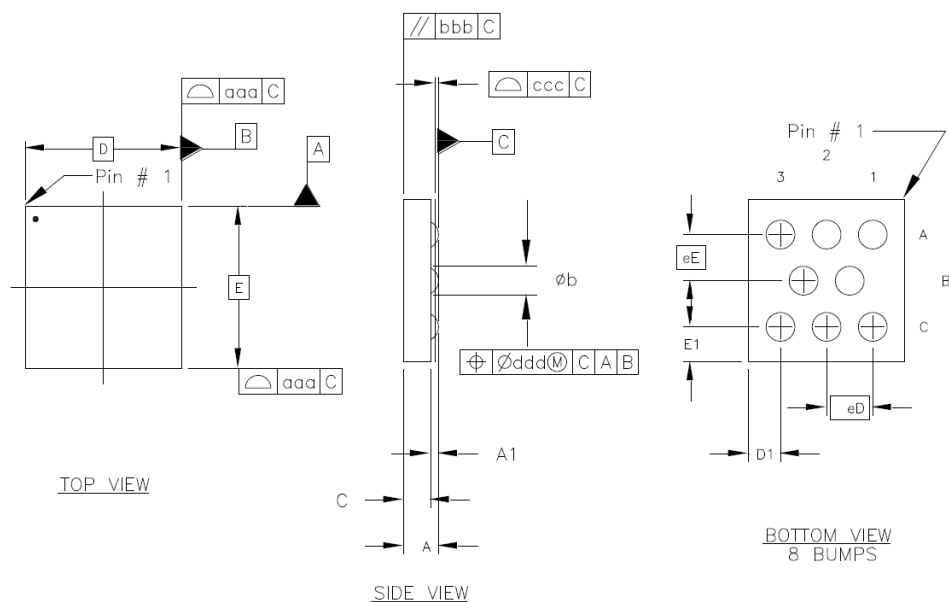 // bbb C
⌓ aaa C
⌓ ccc C
D
B
A
C
Pin # 1
Pin # 1
2
3 1
A
eE
E
Øb
B
C
E1
⌖ Øddd Ⓜ C A B
⌓ aaa C
eD
A1
D1
TOP VIEW
C
A
BOTTOM VIEW
8 BUMPS
SIDE VIEW